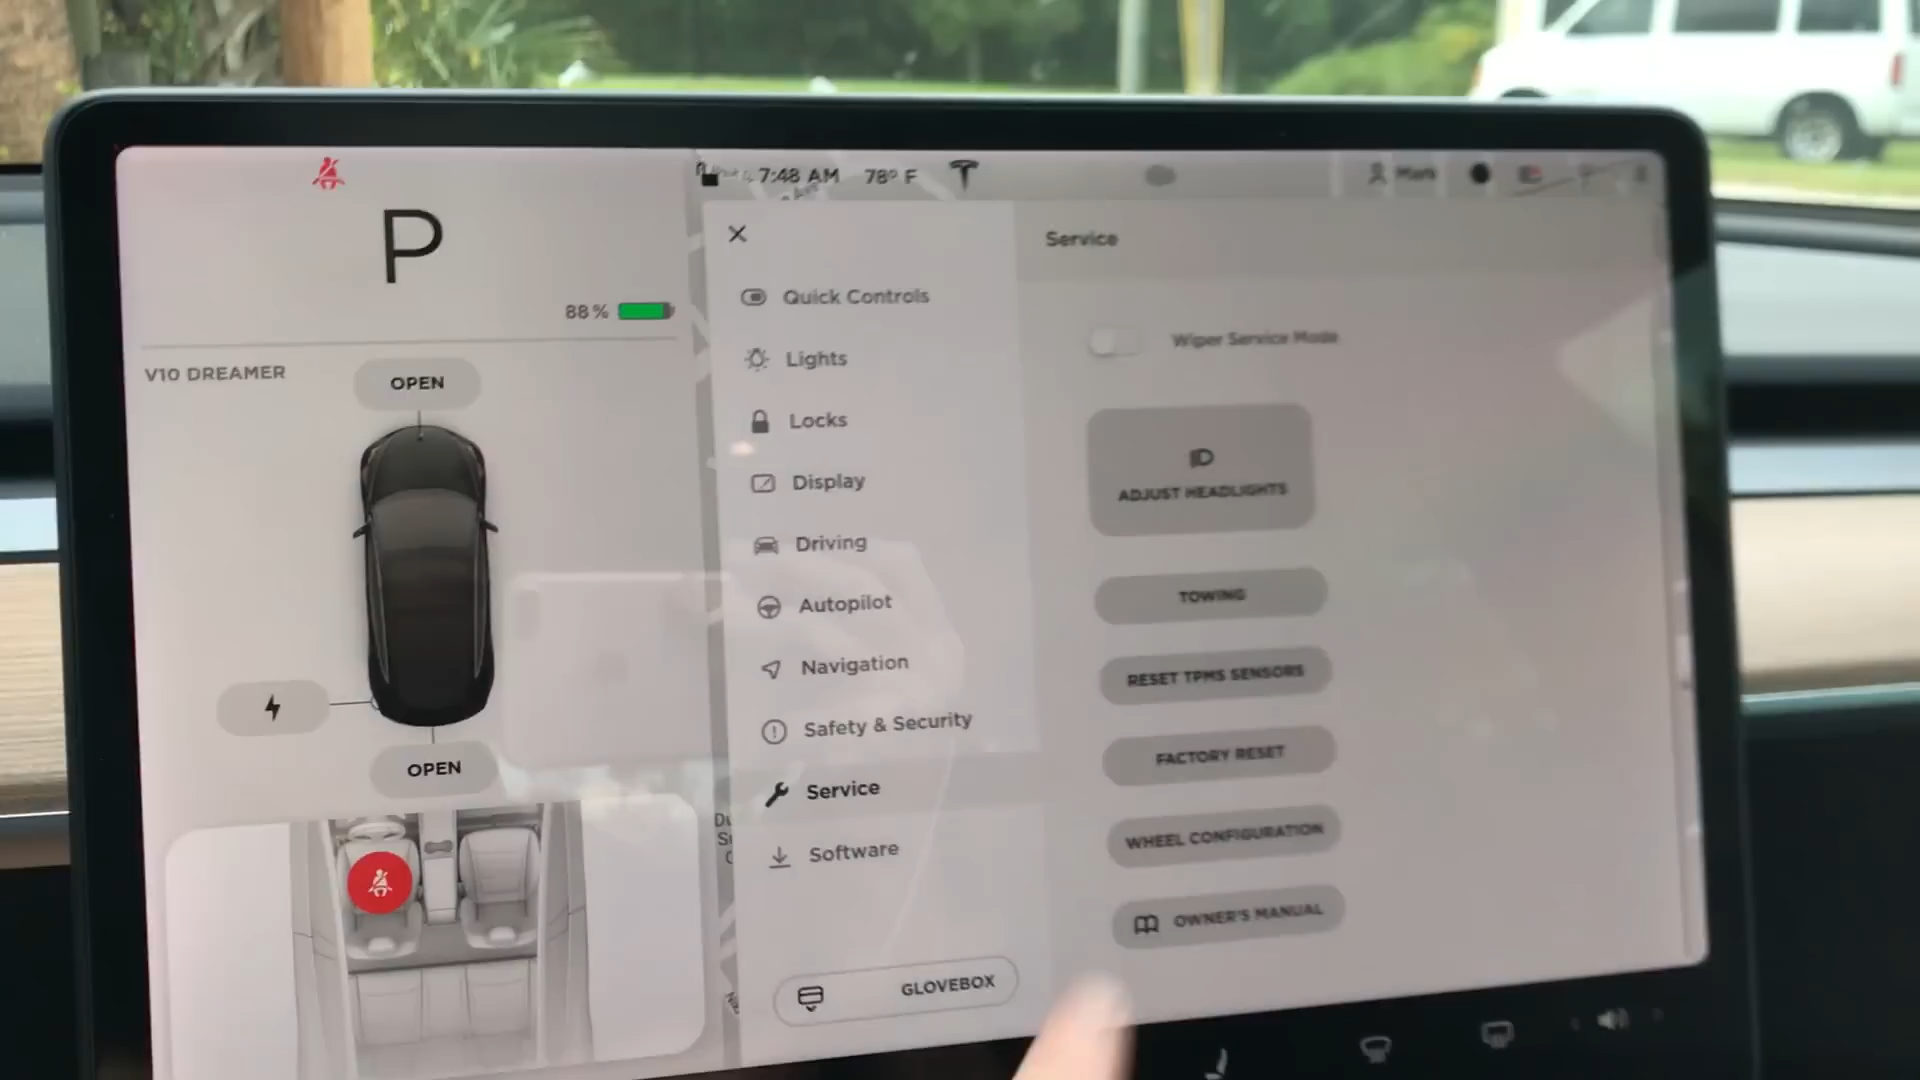 7:48 AM 78° F
Mark
P
88 %
V10 DREAMER
OPEN
OPEN
Quick Controls
Lights
Locks
Display
Driving
Autopilot
Navigation
Safety & Security
Service
Software
GLOVEBOX
Service
Wiper Service Mode
ADJUST HEADLIGHTS
TOWING
RESET TPMS SENSORS
FACTORY RESET
WHEEL CONFIGURATION
OWNER'S MANUAL